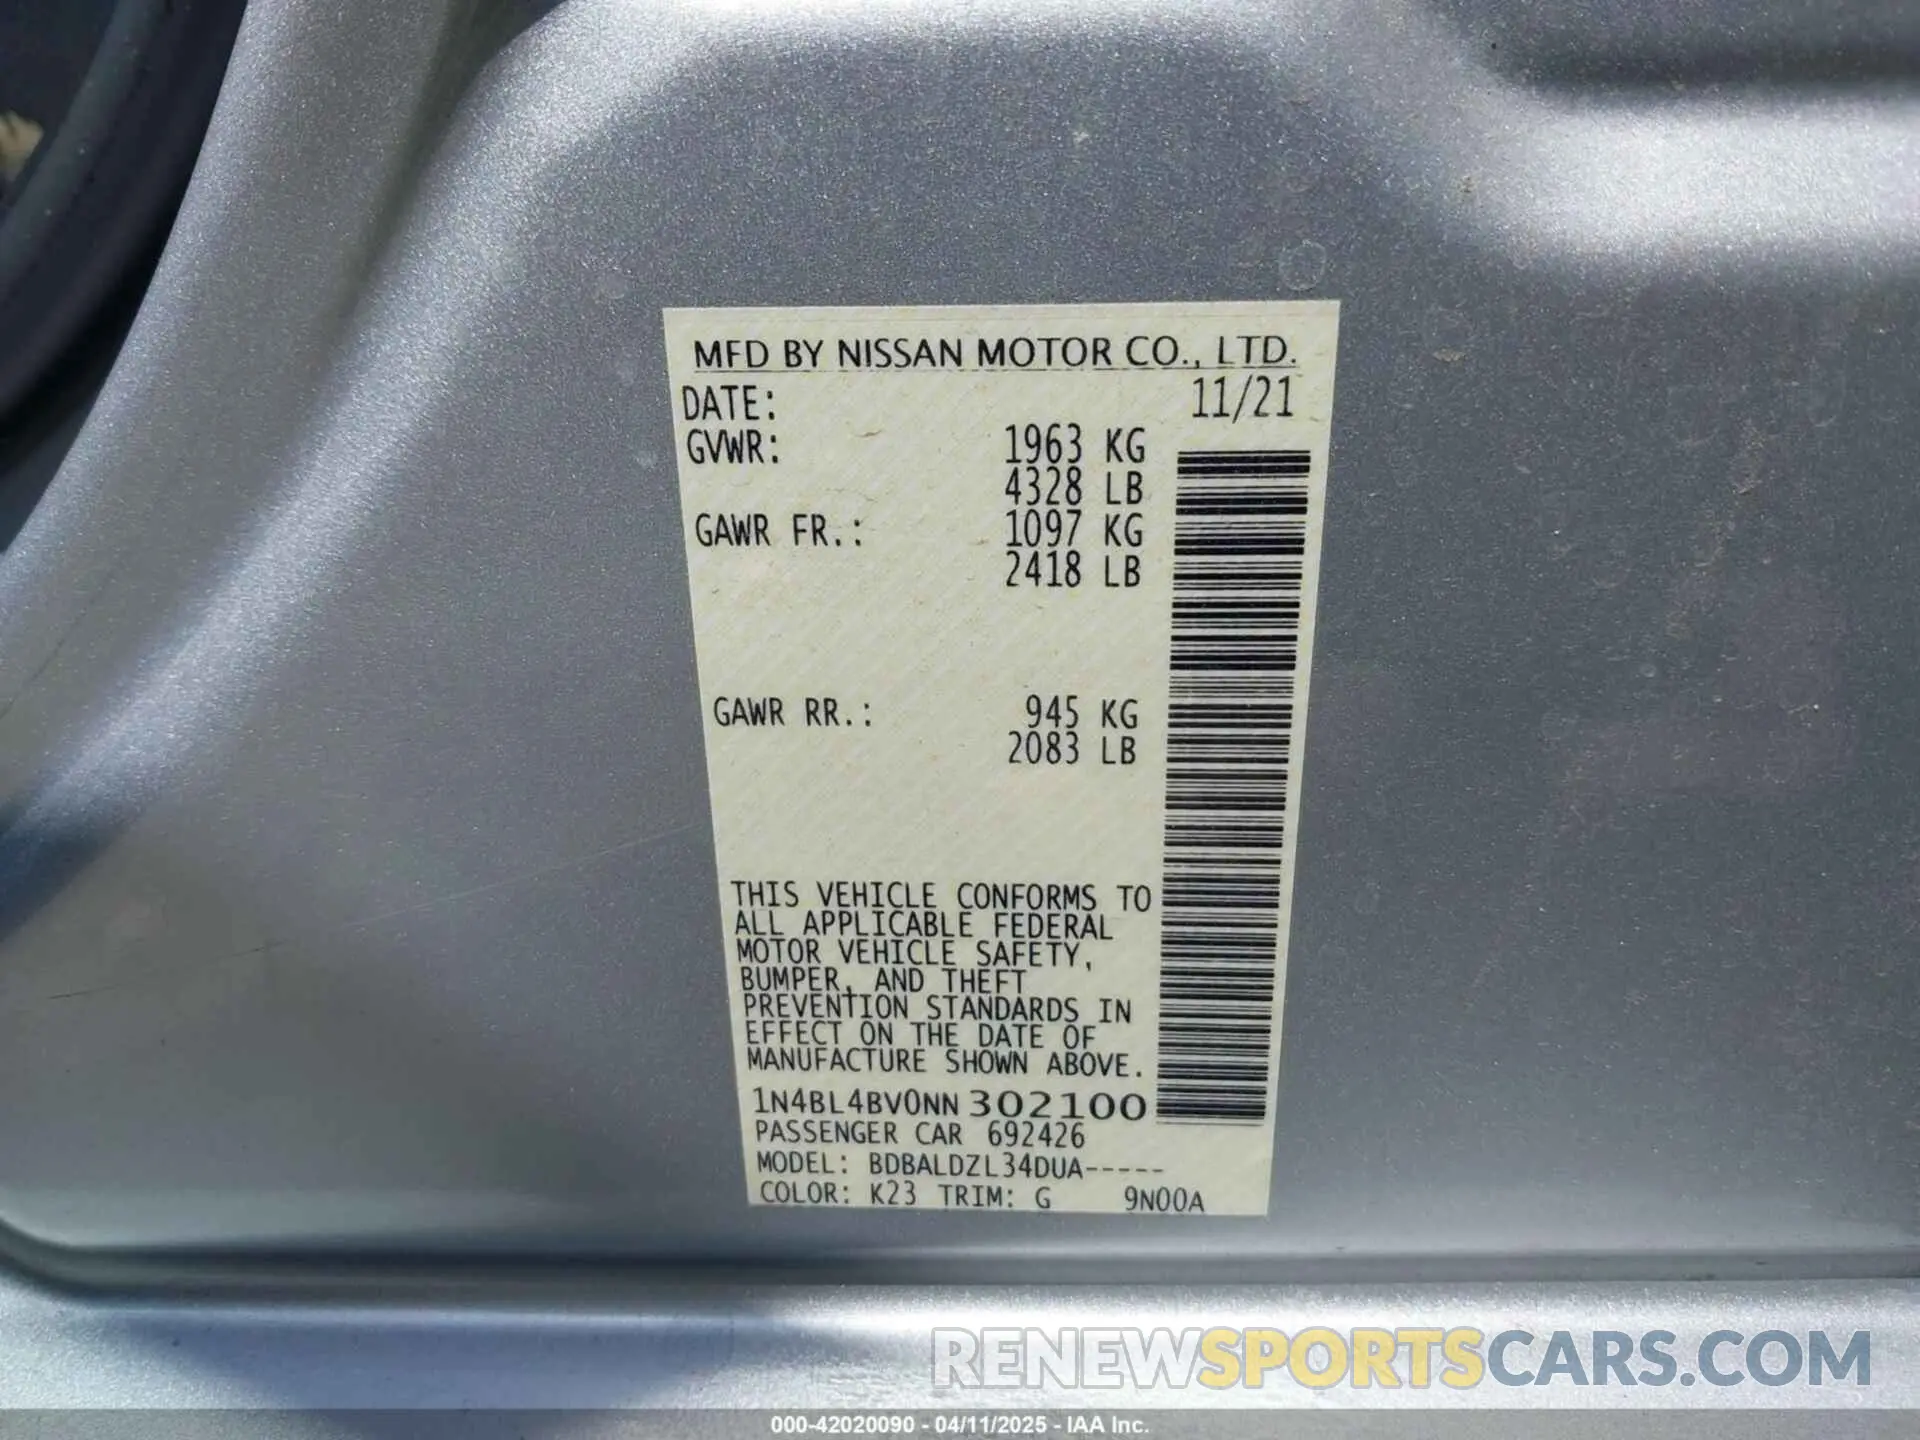 MFD BY NISSAN MOTOR CO., LTD.
DATE: 11/21
GVWR: 1963 KG
4328 LB
GAWR FR.: 1097 KG
2418 LB
GAWR RR.: 945 KG
2083 LB
THIS VEHICLE CONFORMS TO
ALL APPLICABLE FEDERAL
MOTOR VEHICLE SAFETY,
BUMPER, AND THEFT
PREVENTION STANDARDS IN
EFFECT ON THE DATE OF
MANUFACTURE SHOWN ABOVE.
1N4BL4BV0NN302100
PASSENGER CAR 692426
MODEL: BDBALDZL34DUA-----
COLOR: K23 TRIM: G 9N00A
RENEWSPORTSCARS.COM
000-42020090 - 04/11/2025 - IAA Inc.